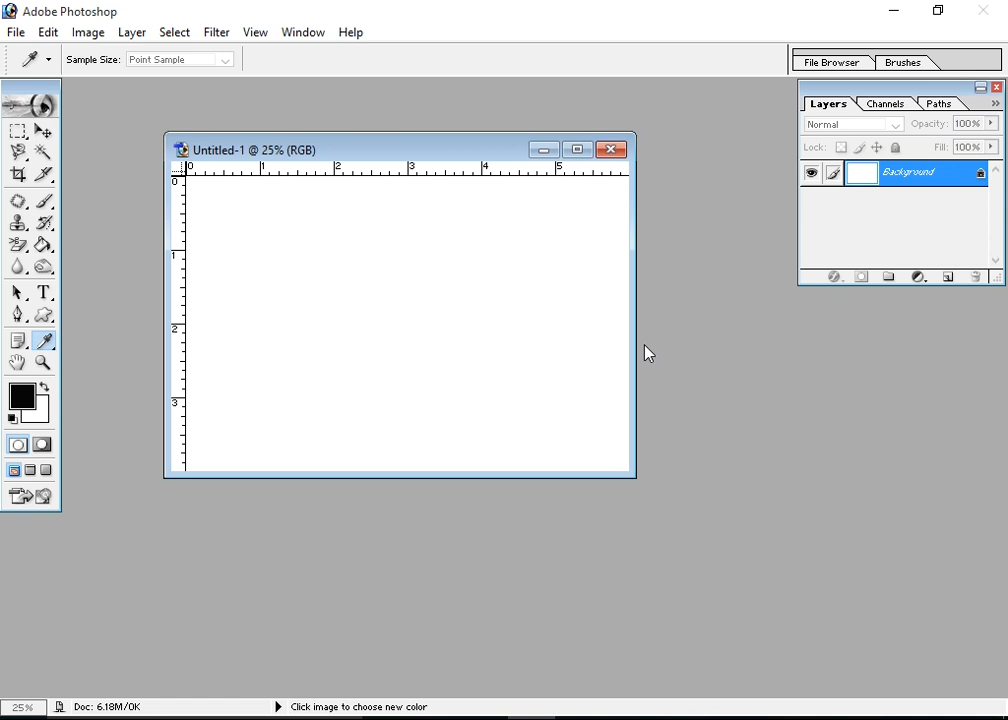 Adobe Photoshop
File Edit Image Layer Select Filter View Window Help
Sample Size: Point Sample
File Browser Brushes
Layers Channels Paths
Normal Opacity: 100%
Lock: Fill: 100%
Background
Untitled-1 @ 25% (RGB)
0 1 2 3 4 5
0
1
2
3
T
25% Doc: 6.18M/0K Click image to choose new color